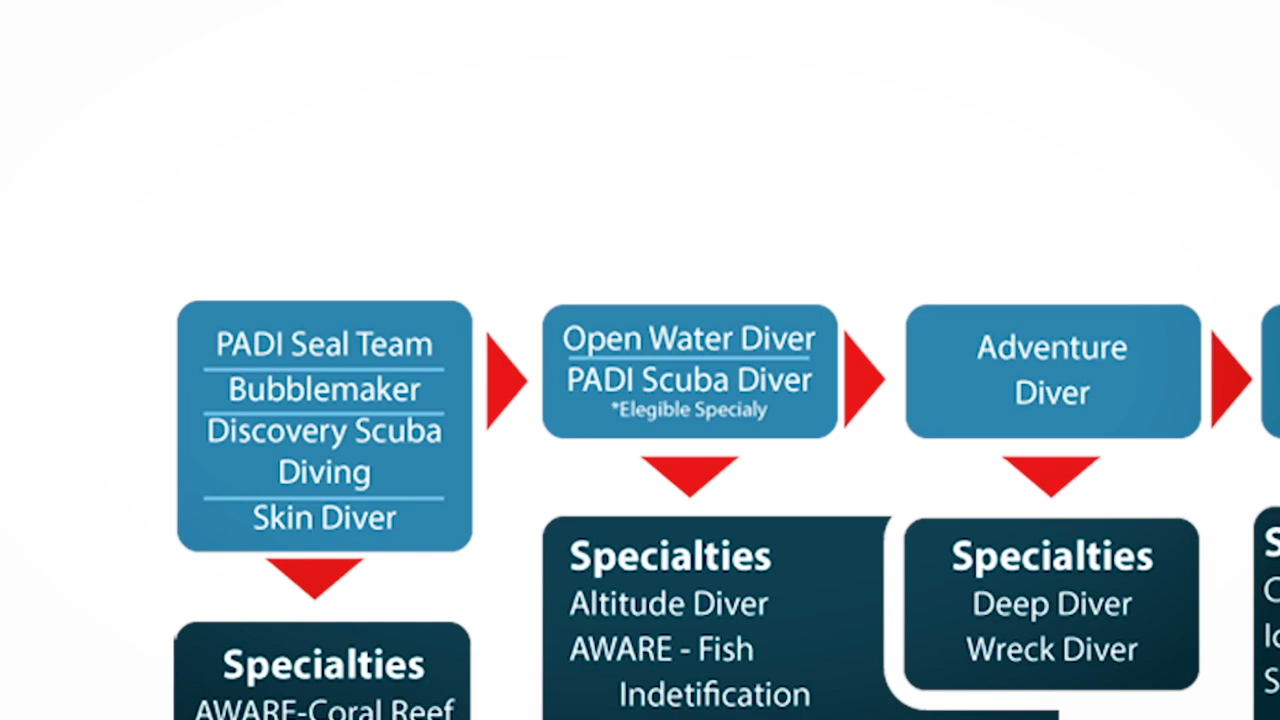 PADI Seal Team
Bubblemaker
Discovery Scuba
Diving
Skin Diver
Open Water Diver
PADI Scuba Diver
*Elegible Specialy
Adventure
Diver
Specialties
AWARE-Coral Reef
Specialties
Altitude Diver
AWARE - Fish
Indetification
Specialties
Deep Diver
Wreck Diver